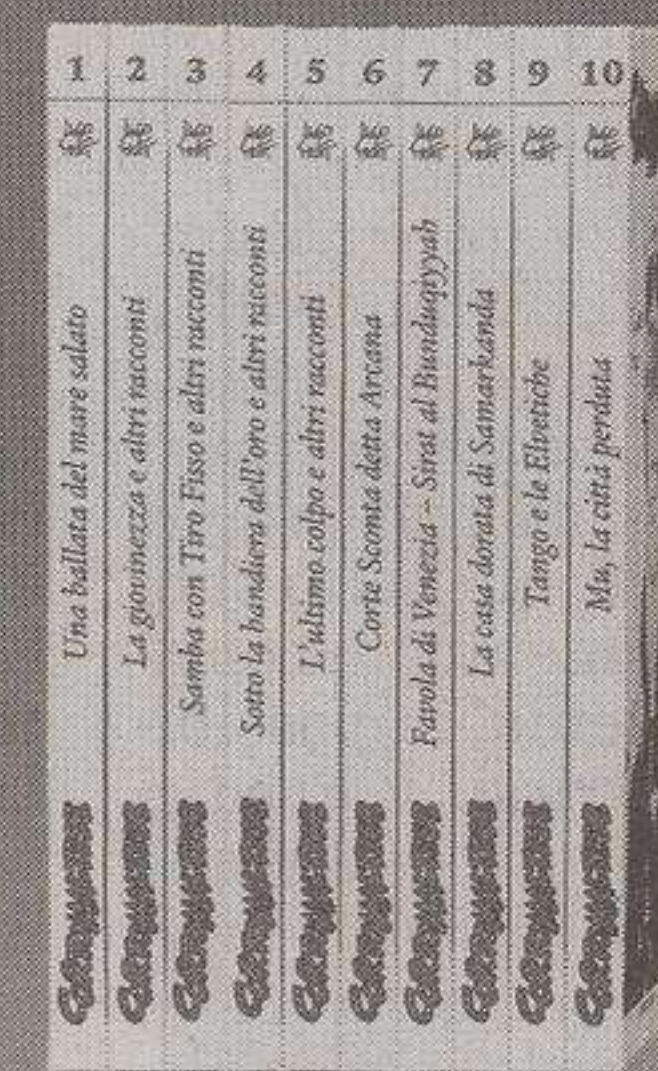 1 2 3 4 5 6 7 8 9 10
Una ballata del mare salato
La giovinezza e altri racconti
Samba con Tiro Fisso e altri racconti
Sotto la bandiera dell'oro e altri racconti
L'ultimo colpo e altri racconti
Corte Sconta detta Arcana
Favola di Venezia – Sirat al Bunduqiyyah
La casa dorata di Samarkanda
Tango e le Elvetiche
Mu, la città perduta